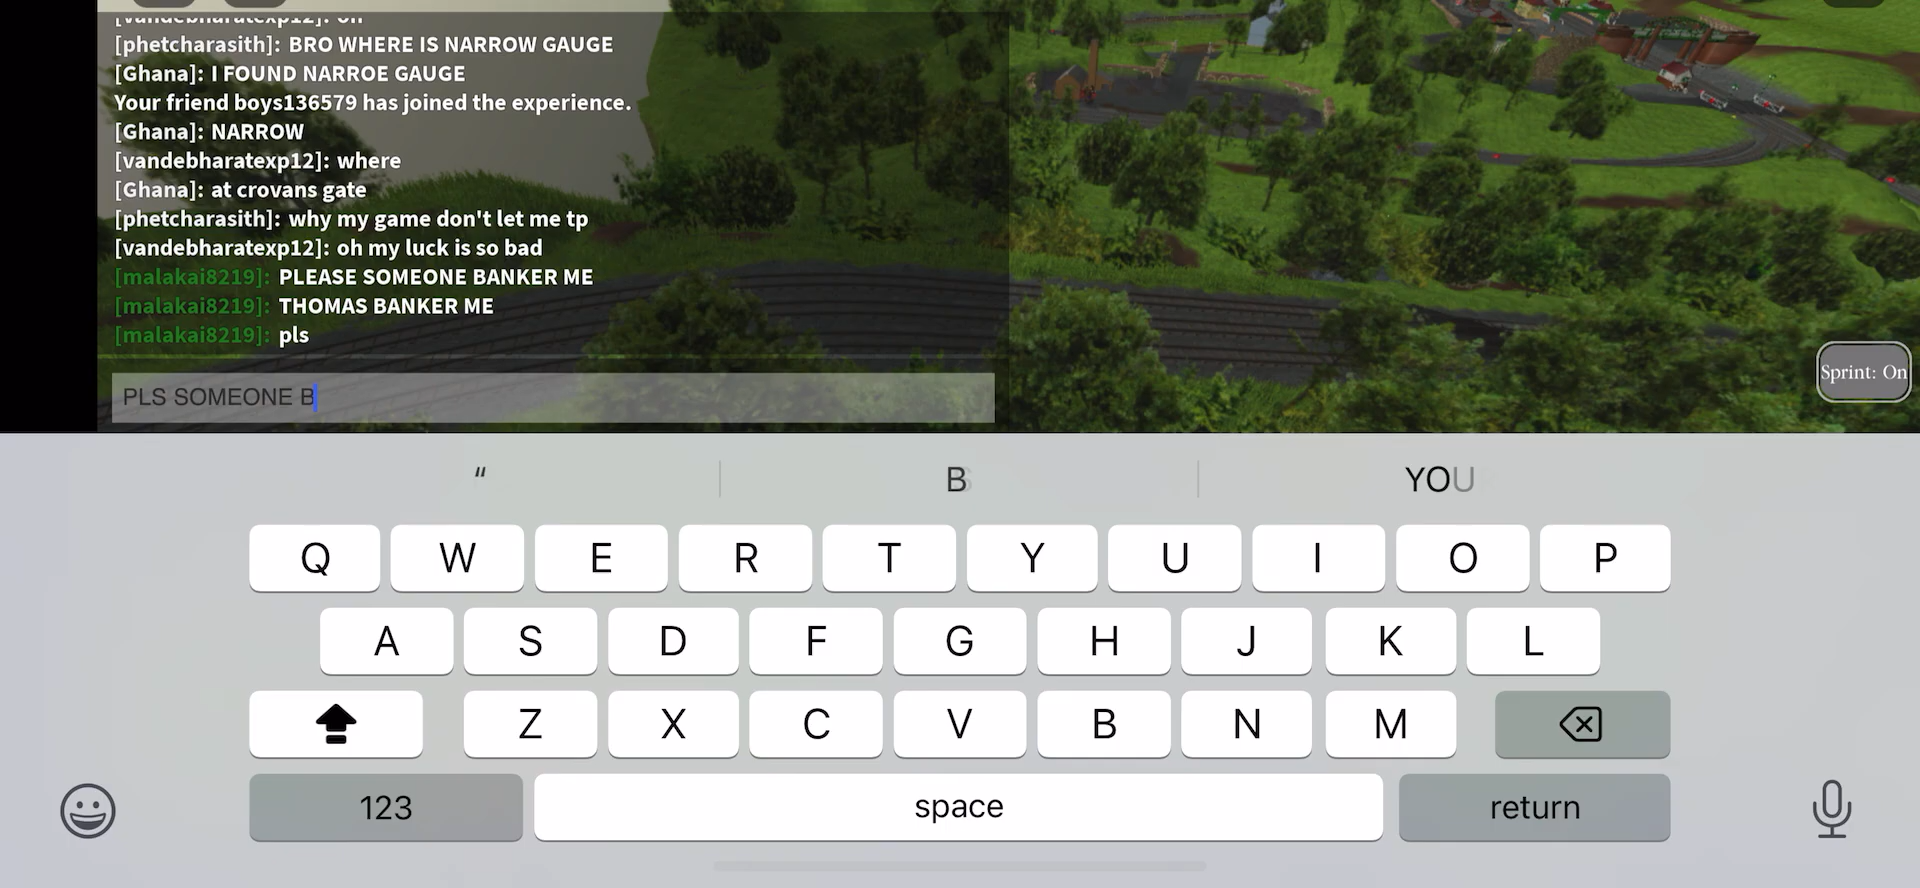 [vandebharatexp12]: oh
[phetcharasith]: BRO WHERE IS NARROW GAUGE
[Ghana]: I FOUND NARROE GAUGE
Your friend boys136579 has joined the experience.
[Ghana]: NARROW
[vandebharatexp12]: where
[Ghana]: at crovans gate
[phetcharasith]: why my game don't let me tp
[vandebharatexp12]: oh my luck is so bad
[malakai8219]: PLEASE SOMEONE BANKER ME
[malakai8219]: THOMAS BANKER ME
[malakai8219]: pls
Sprint: On
PLS SOMEONE B
“ B YOU
Q W E R T Y U I O P
A S D F G H J K L
Z X C V B N M
123 space return